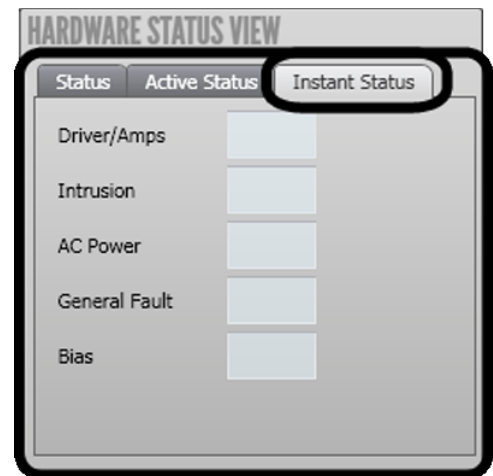 HARDWARE STATUS VIEW
Status Active Status Instant Status
Driver/Amps
Intrusion
AC Power
General Fault
Bias